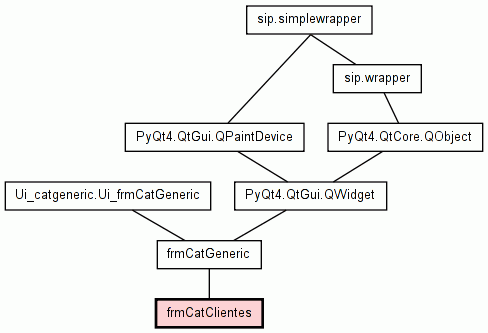 sip.simplewrapper
sip.wrapper
PyQt4.QtGui.QPaintDevice
PyQt4.QtCore.QObject
Ui_catgeneric.Ui_frmCatGeneric
PyQt4.QtGui.QWidget
frmCatGeneric
frmCatClientes